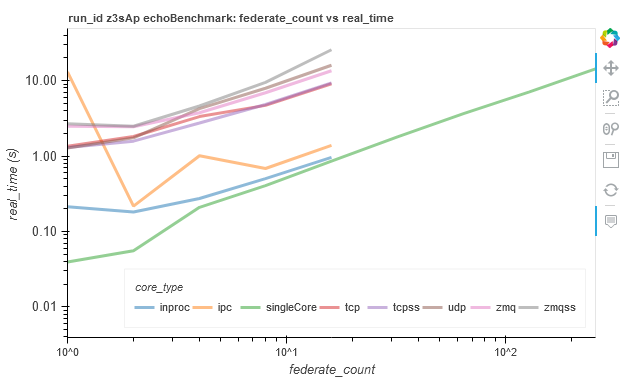 run_id z3sAp echoBenchmark: federate_count vs real_time
real_time (s)
10.00
1.00
0.10
0.01
core_type
inproc ipc singleCore tcp tcpss udp zmq zmqss
10^0 10^1 10^2
federate_count